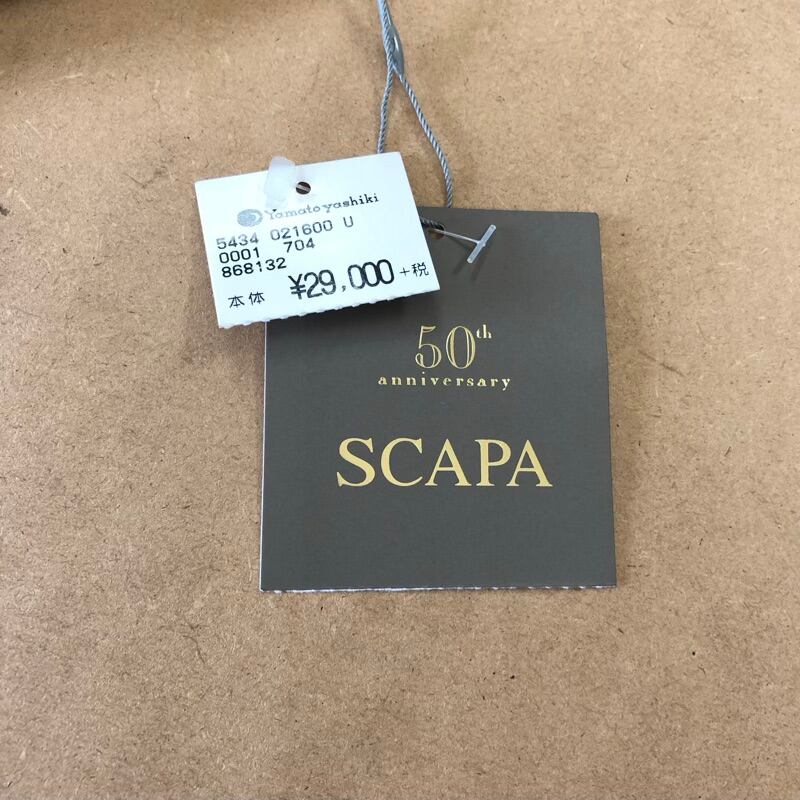 Yamatoyashiki
5434 021600 U
0001 704
868132
本体 ¥29,000 +税
50th
anniversary
SCAPA